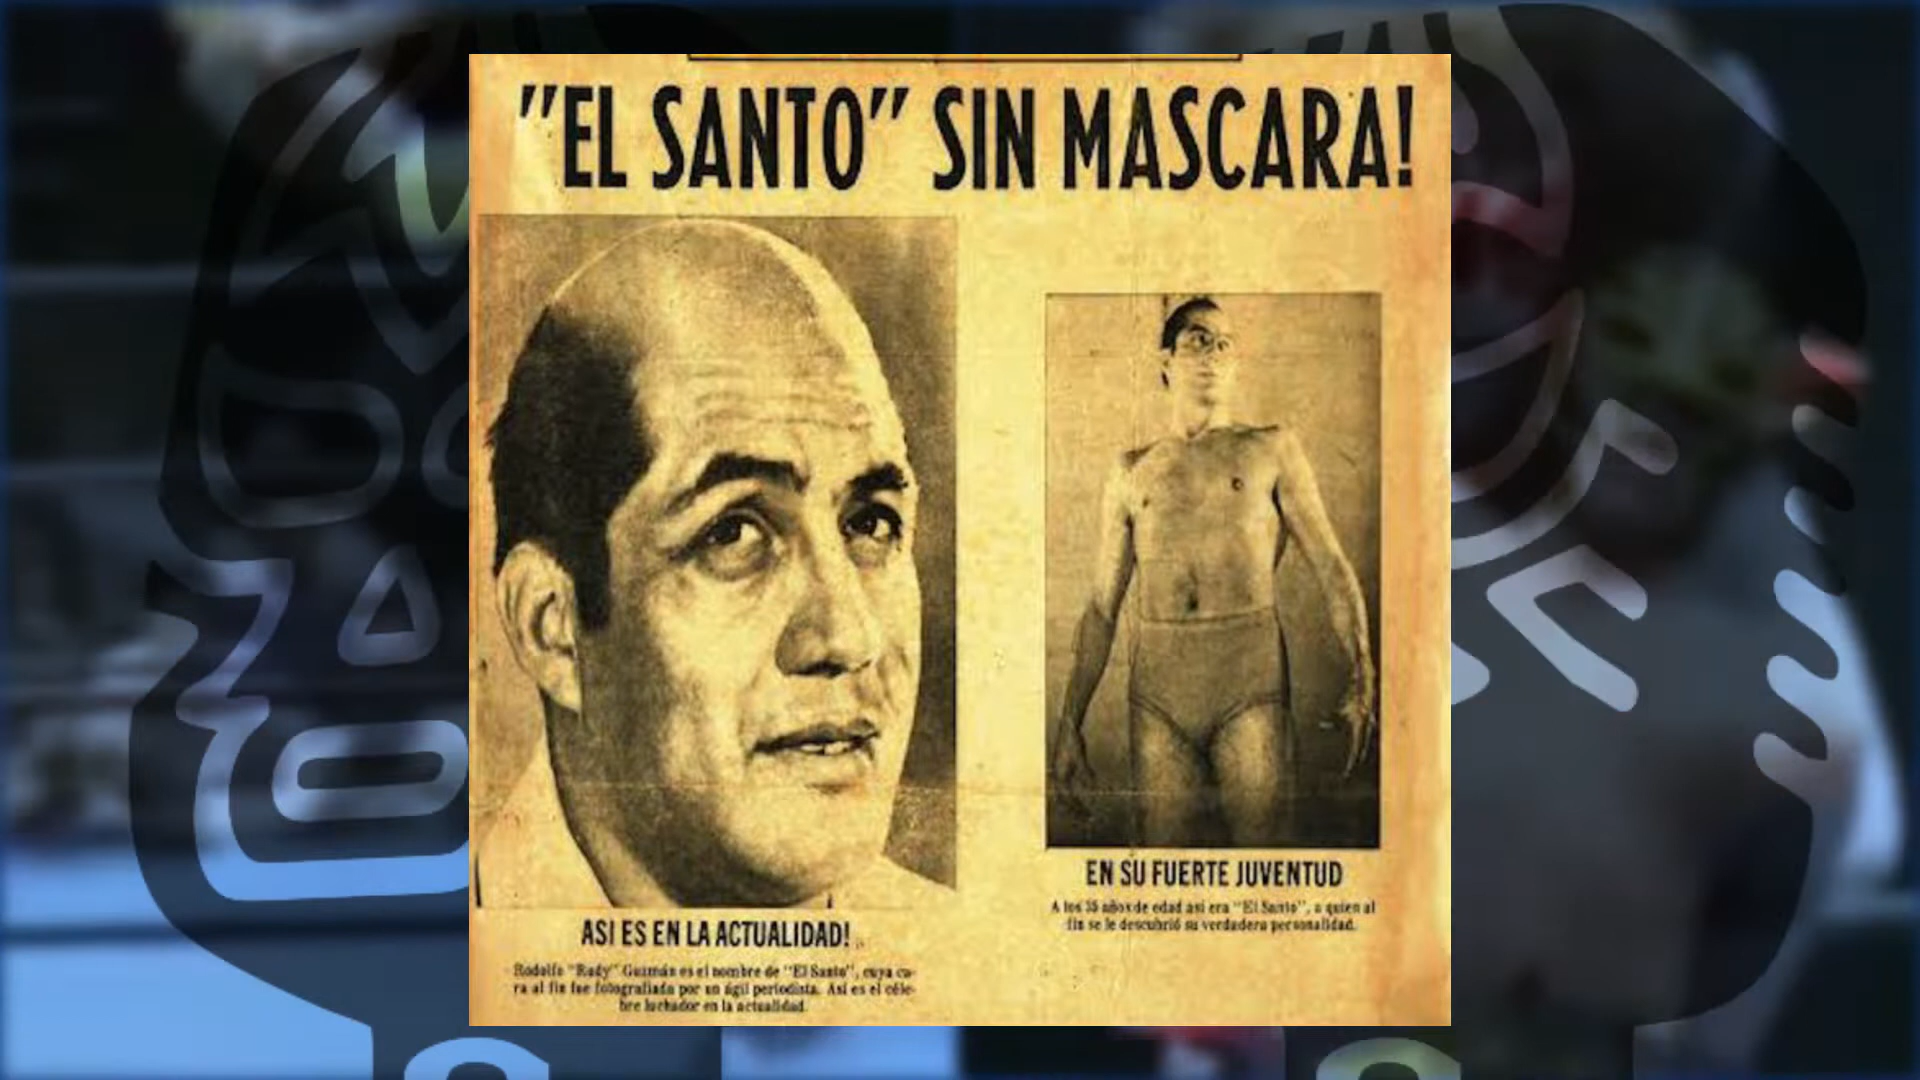 "EL SANTO" SIN MASCARA!
ASI ES EN LA ACTUALIDAD!
Rodolfo "Rudy" Guzmán es el nombre de "El Santo", cuya ca-
ra al fin fue fotografiada por un ágil periodista. Así es el céle-
bre luchador en la actualidad.
EN SU FUERTE JUVENTUD
A los 35 años de edad así era "El Santo", a quien al
fin se le descubrió su verdadera personalidad.